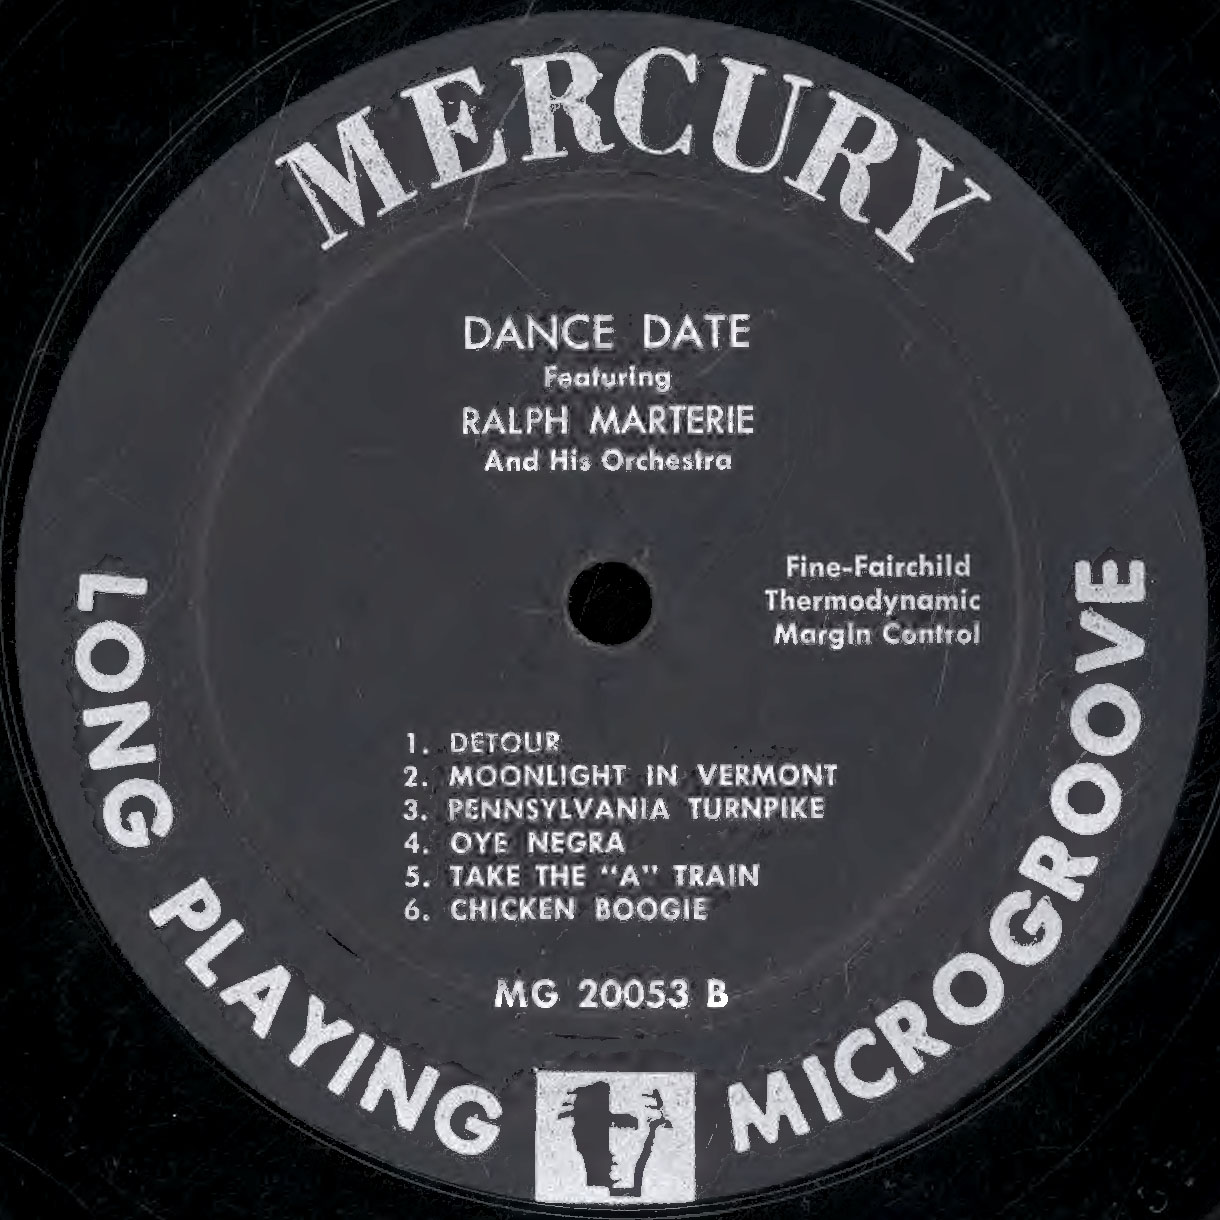 MERCURY
DANCE DATE
Featuring
RALPH MARTERIE
And His Orchestra
Fine-Fairchild
Thermodynamic
Margin Control
1. DETOUR
2. MOONLIGHT IN VERMONT
3. PENNSYLVANIA TURNPIKE
4. OYE NEGRA
5. TAKE THE "A" TRAIN
6. CHICKEN BOOGIE
MG 20053 B
LONG PLAYING MICROGROOVE